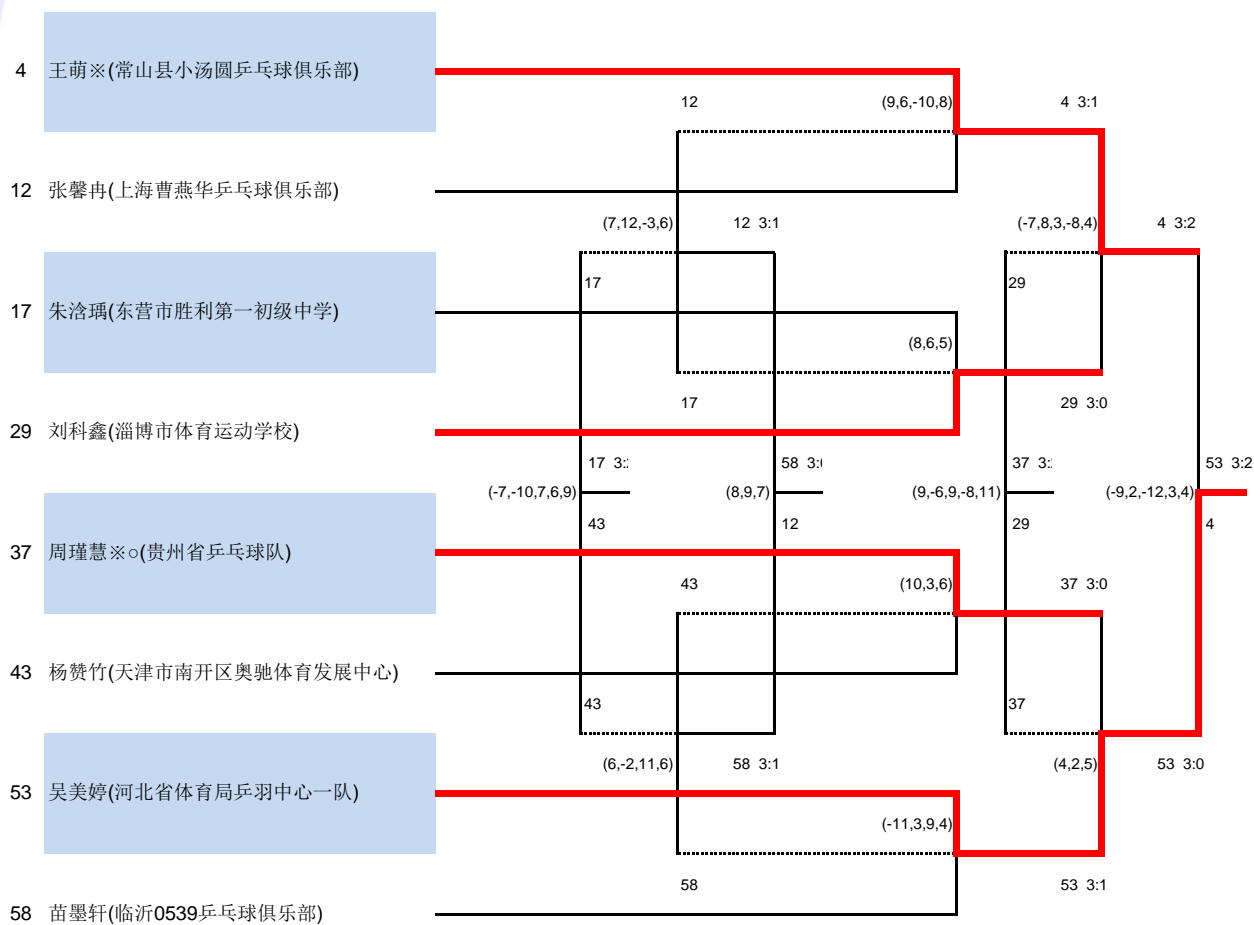 4 王萌※(常山县小汤圆乒乓球俱乐部)
12 (9,6,-10,8) 4 3:1
12 张馨冉(上海曹燕华乒乓球俱乐部)
(7,12,-3,6) 12 3:1 (-7,8,3,-8,4) 4 3:2
17 29
17 朱浛瑀(东营市胜利第一初级中学)
(8,6,5)
17 29 3:0
29 刘科鑫(淄博市体育运动学校)
17 3: 58 3: 37 3: 53 3:2
(-7,-10,7,6,9) (8,9,7) (9,-6,9,-8,11) (-9,2,-12,3,4)
43 12 29 4
37 周瑾慧※○(贵州省乒乓球队)
43 (10,3,6) 37 3:0
43 杨赞竹(天津市南开区奥驰体育发展中心)
43 37
(6,-2,11,6) 58 3:1 (4,2,5) 53 3:0
53 吴美婷(河北省体育局乒羽中心一队)
(-11,3,9,4)
58 53 3:1
58 苗墨轩(临沂0539乒乓球俱乐部)